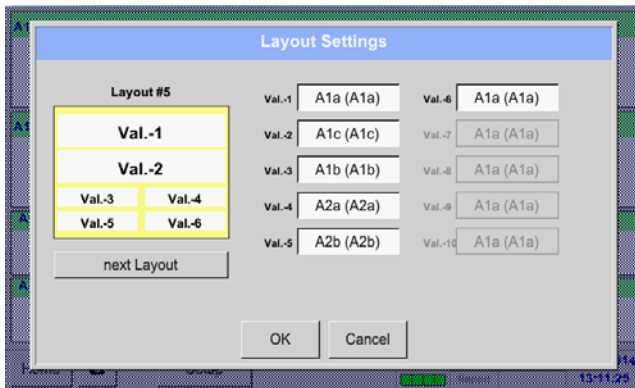 Layout Settings
Layout #5
Val.-1
Val.-2
Val.-3 Val.-4
Val.-5 Val.-6
next Layout
Val.-1 A1a (A1a)
Val.-2 A1c (A1c)
Val.-3 A1b (A1b)
Val.-4 A2a (A2a)
Val.-5 A2b (A2b)
Val.-6 A1a (A1a)
Val.-7 A1a (A1a)
Val.-8 A1a (A1a)
Val.-9 A1a (A1a)
Val.-10 A1a (A1a)
OK Cancel
Report
13:11:25